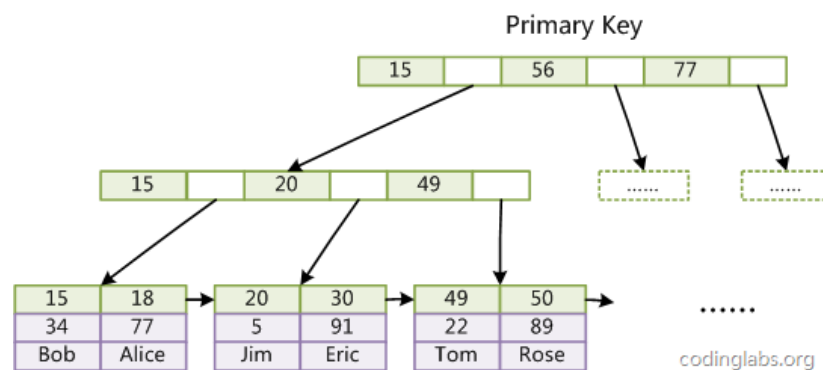 Primary Key
15 56 77
15 20 49
...... ......
15 18 20 30 49 50
34 77 5 91 22 89 ......
Bob Alice Jim Eric Tom Rose
codinglabs.org